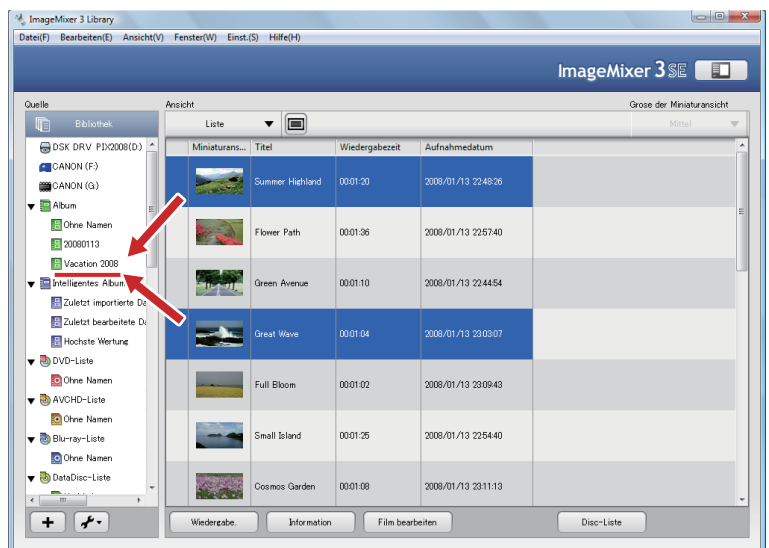 ImageMixer 3 Library
Datei(F) Bearbeiten(E) Ansicht(V) Fenster(W) Einst.(S) Hilfe(H)
ImageMixer 3 SE
Quelle Ansicht Grose der Miniaturansicht
Bibliothek Liste Mittel
Miniaturans... Titel Wiedergabezeit Aufnahmedatum
DSK DRV PIX2008(D:)
CANON (F:)
CANON (G:)
Album
Ohne Namen
20080113
Vacation 2008
Intelligentes Album
Zuletzt importierte Da
Zuletzt bearbeitete Da
Hochste Wertung
DVD-Liste
Ohne Namen
AVCHD-Liste
Ohne Namen
Blu-ray-Liste
Ohne Namen
DataDisc-Liste
Summer Highland 00:01:20 2008/01/13 22:48:26
Flower Path 00:01:36 2008/01/13 22:57:40
Green Avenue 00:01:10 2008/01/13 22:44:54
Great Wave 00:01:04 2008/01/13 23:03:07
Full Bloom 00:01:02 2008/01/13 23:09:43
Small Island 00:01:25 2008/01/13 22:54:40
Cosmos Garden 00:01:08 2008/01/13 23:11:13
Wiedergabe. Information Film bearbeiten Disc-Liste